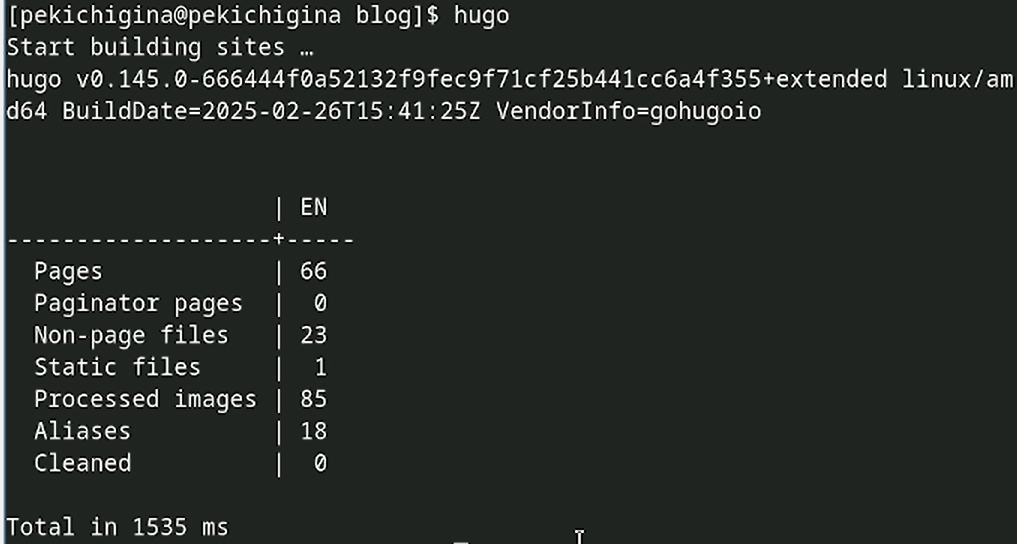 [pekichigina@pekichigina blog]$ hugo
Start building sites …
hugo v0.145.0-666444f0a52132f9fec9f71cf25b441cc6a4f355+extended linux/am
d64 BuildDate=2025-02-26T15:41:25Z VendorInfo=gohugoio
                   | EN
-------------------+-----
  Pages            | 66
  Paginator pages  |  0
  Non-page files   | 23
  Static files     |  1
  Processed images | 85
  Aliases          | 18
  Cleaned          |  0
Total in 1535 ms